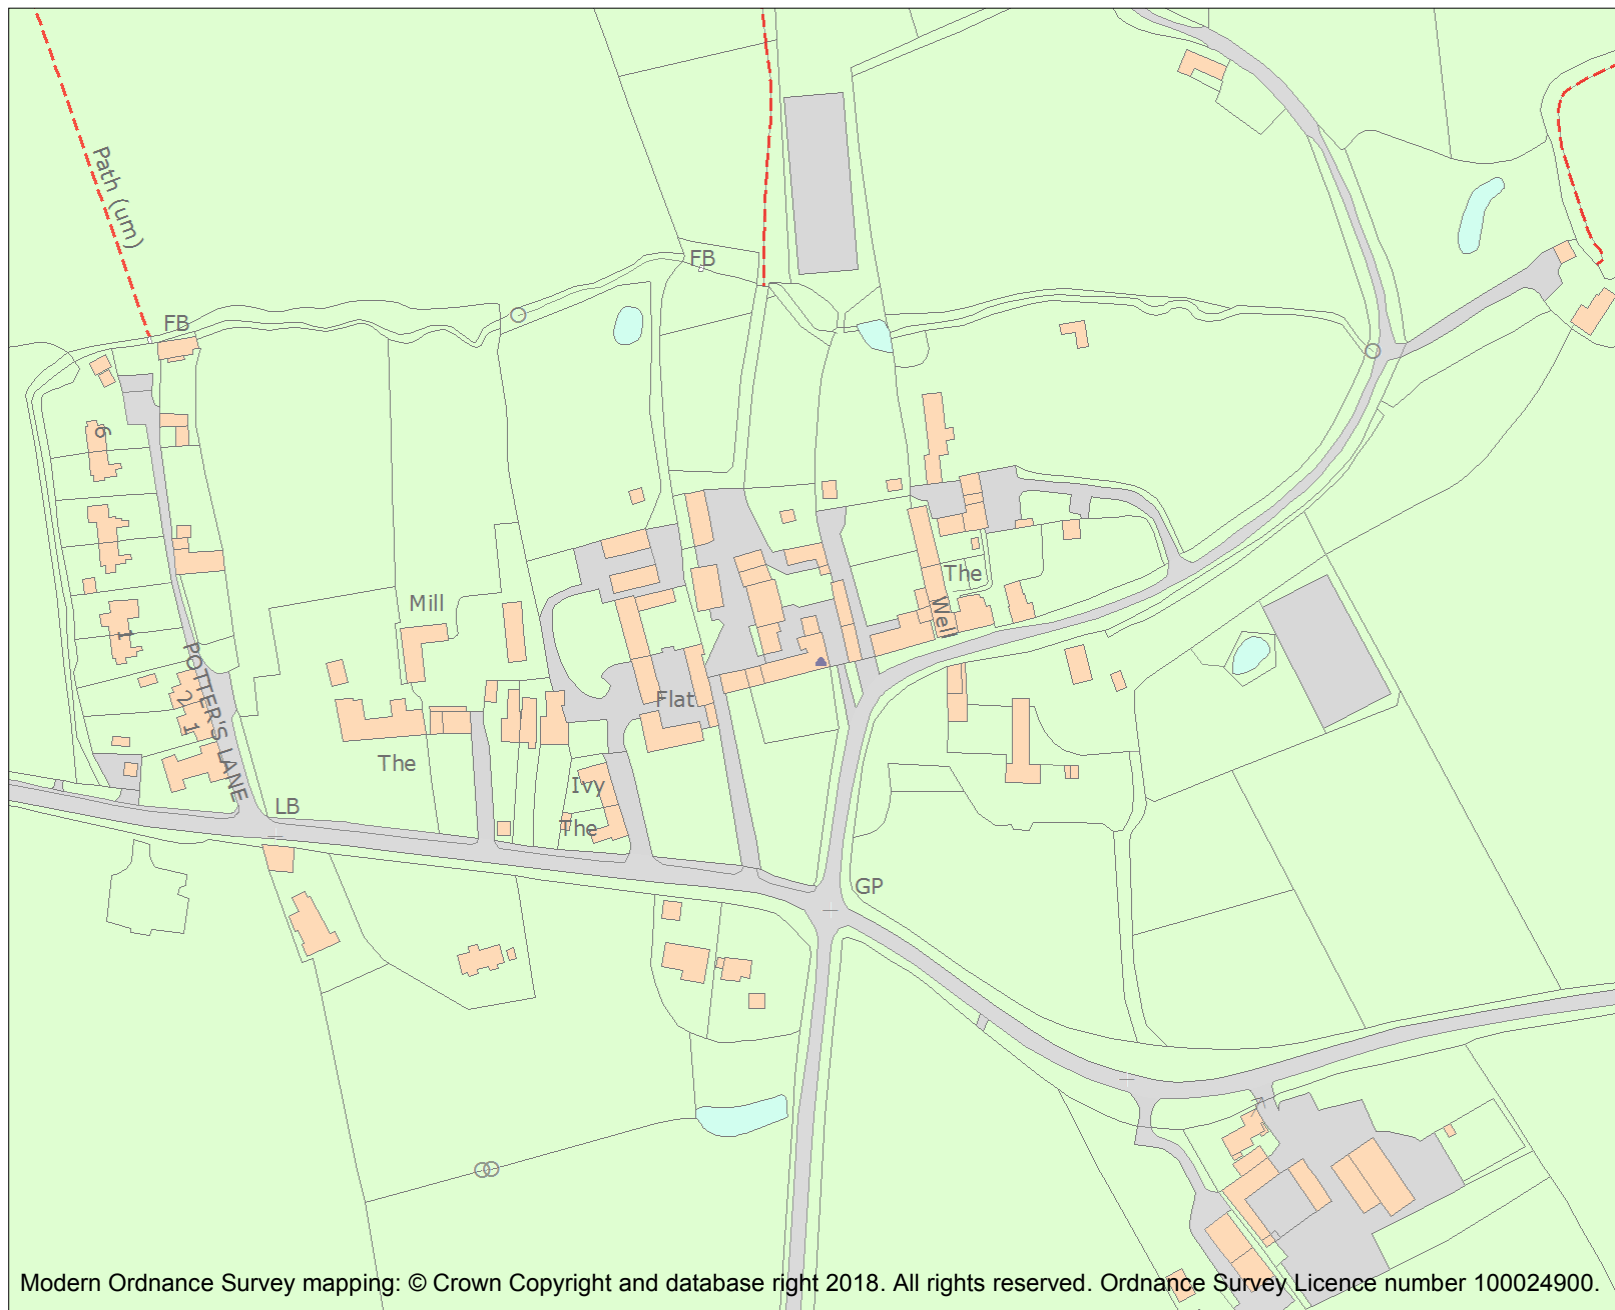 Path (um)
FB
FB
6
1
Mill
The
Well
POTTER'S LANE
2
1
Flat
The
Ivy
The
LB
GP
Modern Ordnance Survey mapping: © Crown Copyright and database right 2018. All rights reserved. Ordnance Survey Licence number 100024900.